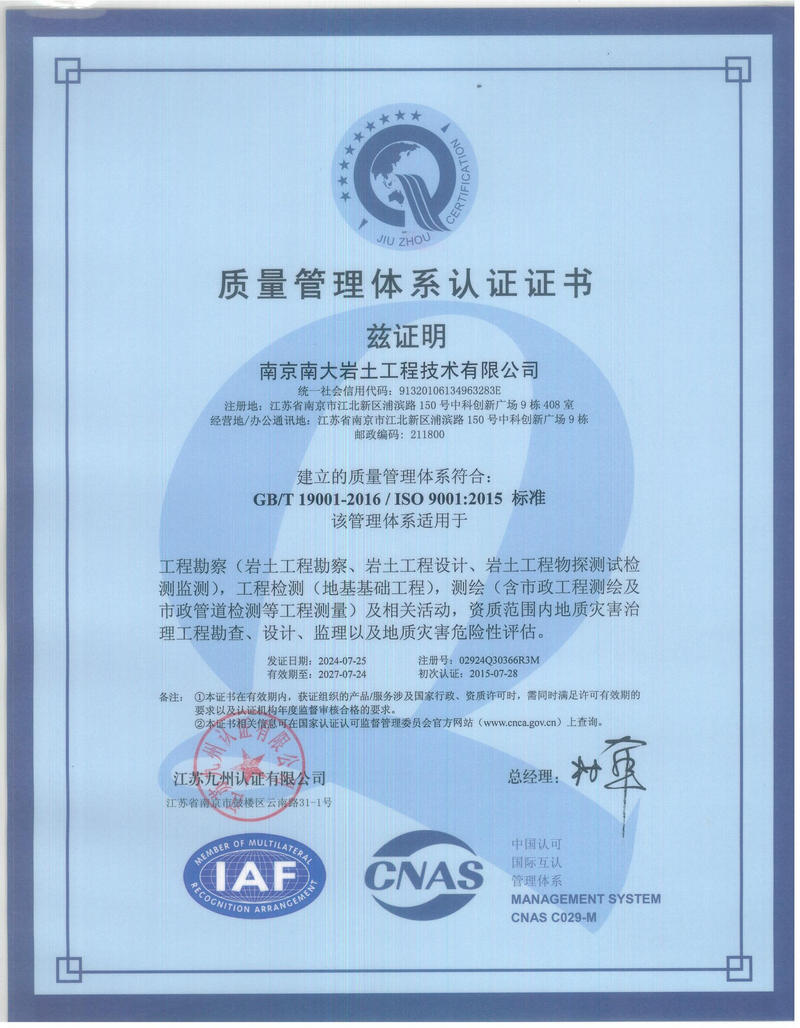 JIU ZHOU CERTIFICATION
质量管理体系认证证书
兹证明
南京南大岩土工程技术有限公司
统一社会信用代码：91320106134963283E
注册地：江苏省南京市江北新区浦滨路 150 号中科创新广场 9 栋 408 室
经营地/办公通讯地：江苏省南京市江北新区浦滨路 150 号中科创新广场 9 栋
邮政编码：211800
建立的质量管理体系符合：
GB/T 19001-2016 / ISO 9001:2015 标准
该管理体系适用于
工程勘察（岩土工程勘察、岩土工程设计、岩土工程物探测试检
测监测），工程检测（地基基础工程），测绘（含市政工程测绘及
市政管道检测等工程测量）及相关活动，资质范围内地质灾害治
理工程勘查、设计、监理以及地质灾害危险性评估。
发证日期：2024-07-25 注册号：02924Q30366R3M
有效期至：2027-07-24 初次认证：2015-07-28
备注：①本证书在有效期内，获证组织的产品/服务涉及国家行政、资质许可时，需同时满足许可有效期的
要求以及认证机构年度监督审核合格的要求。
②本证书相关信息可在国家认证认可监督管理委员会官方网站（www.cnca.gov.cn）上查询。
江苏九州认证有限公司
总经理：
江苏省南京市鼓楼区云南路31-1号
MEMBER OF MULTILATERAL
IAF
RECOGNITION ARRANGEMENT
CNAS
中国认可
国际互认
管理体系
MANAGEMENT SYSTEM
CNAS C029-M